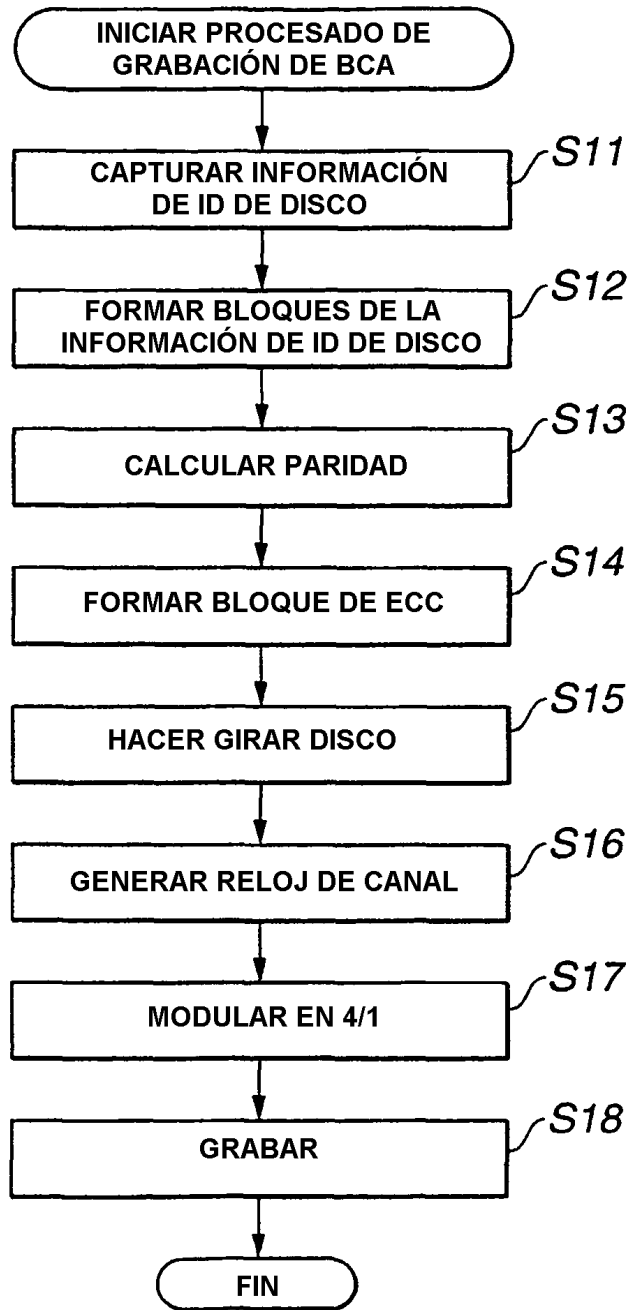 INICIAR PROCESADO DE
GRABACIÓN DE BCA
S11
CAPTURAR INFORMACIÓN
DE ID DE DISCO
S12
FORMAR BLOQUES DE LA
INFORMACIÓN DE ID DE DISCO
S13
CALCULAR PARIDAD
S14
FORMAR BLOQUE DE ECC
S15
HACER GIRAR DISCO
S16
GENERAR RELOJ DE CANAL
S17
MODULAR EN 4/1
S18
GRABAR
FIN